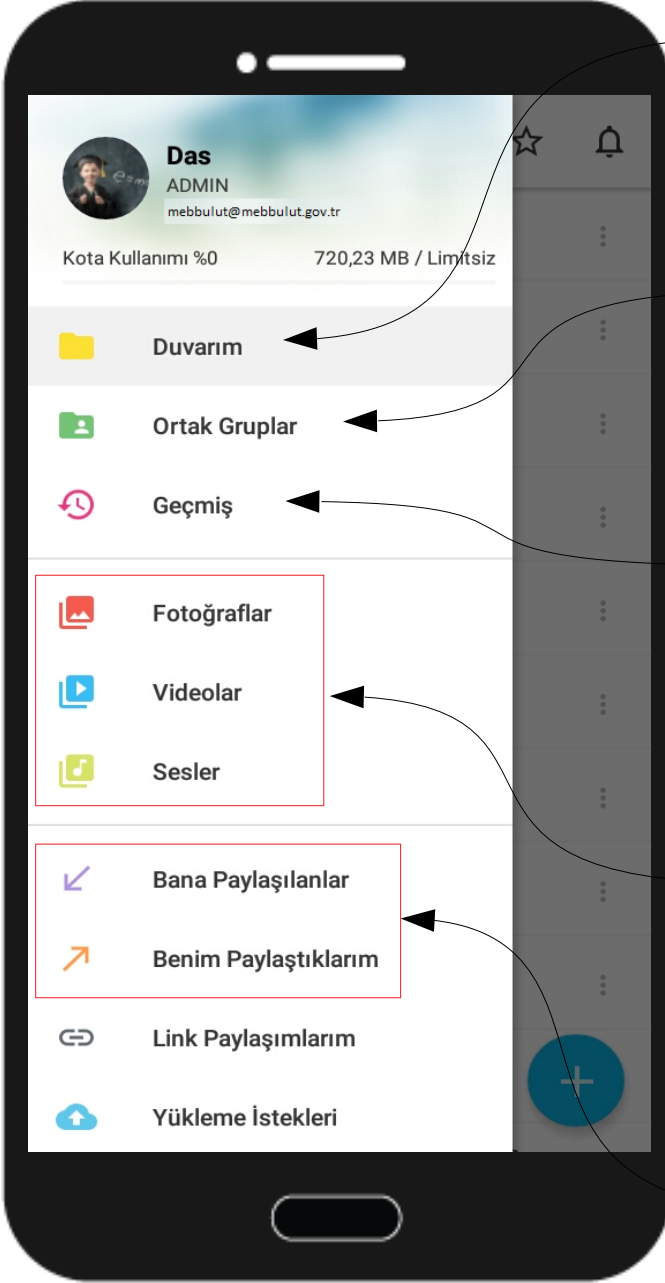 Das
ADMIN
mebbulut@mebbulut.gov.tr
Kota Kullanımı %0 720,23 MB / Limitsiz
Duvarım
Ortak Gruplar
Geçmiş
Fotoğraflar
Videolar
Sesler
Bana Paylaşılanlar
Benim Paylaştıklarım
Link Paylaşımlarım
Yükleme İstekleri